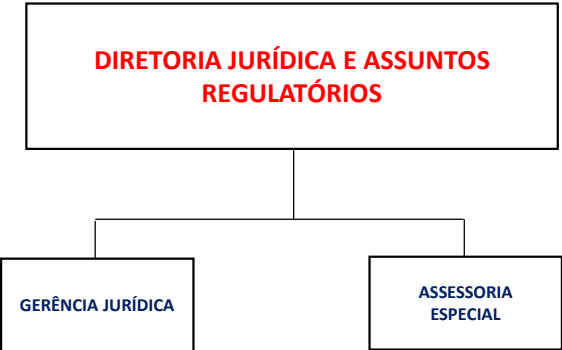 DIRETORIA JURÍDICA E ASSUNTOS
REGULATÓRIOS
GERÊNCIA JURÍDICA
ASSESSORIA
ESPECIAL